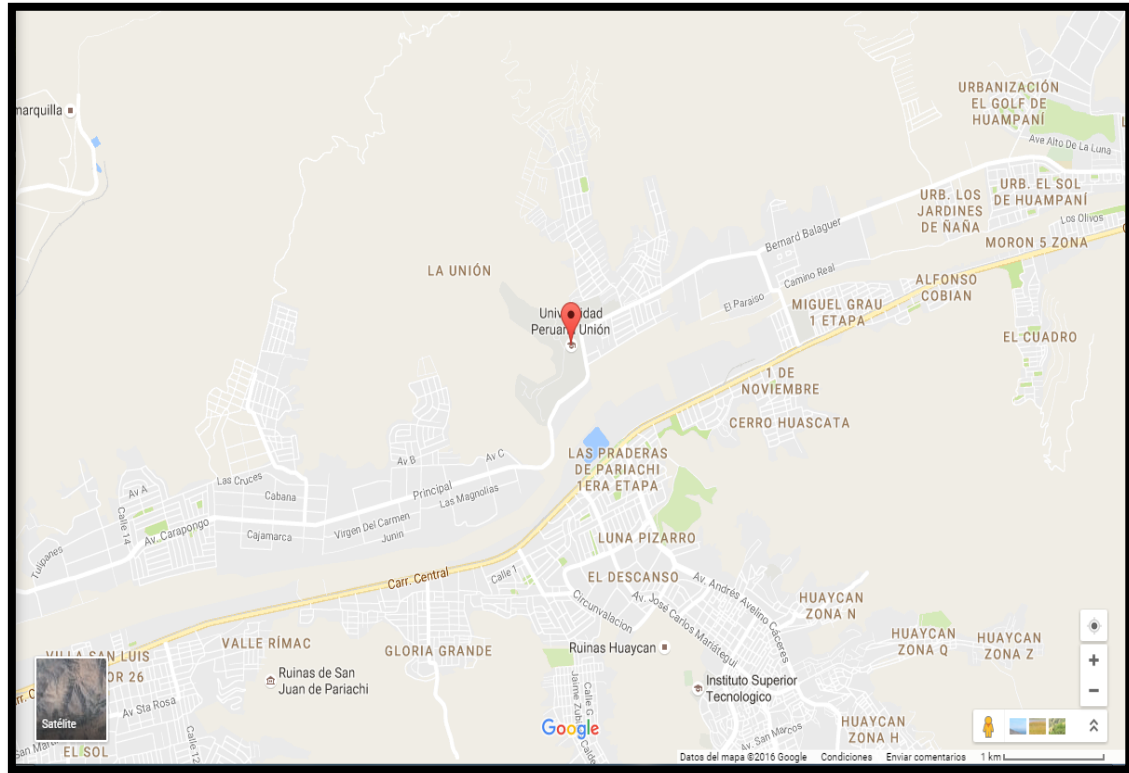 URBANIZACIÓN
EL GOLF DE
HUAMPANÍ
marquilla
Ave Alto De La Luna
URB. EL SOL
DE HUAMPANÍ
URB. LOS
JARDINES
DE ÑAÑA
Los Olivos
Bernard Balaguer
MORON 5 ZONA
LA UNIÓN
Camino Real
ALFONSO
COBIAN
El Paraiso
MIGUEL GRAU
1 ETAPA
Universidad
Peruana Unión
EL CUADRO
1 DE
NOVIEMBRE
CERRO HUASCATA
LAS PRADERAS
DE PARIACHI
1ERA ETAPA
Av B
Av C
Las Cruces
Av A
Cabana
Principal
Las Magnolias
Calle 14
Av. Carapongo
Cajamarca
Virgen Del Carmen
Junin
Tulipanes
LUNA PIZARRO
Carr. Central
Calle 1
EL DESCANSO
Av. Andrés Avelino Cáceres
Circunvalacion
Av. José Carlos Mariátegui
HUAYCAN
ZONA N
HUAYCAN
ZONA Q
HUAYCAN
ZONA Z
VALLE RÍMAC
GLORIA GRANDE
Ruinas Huaycan
VILLA SAN LUIS
OR 26
Ruinas de San
Juan de Pariachi
Instituto Superior
Tecnologico
Av Sta Rosa
Satélite
Calle 12
Calle G
Jaime Zubi
Av. San Marcos
HUAYCAN
ZONA H
EL SOL
Google
Datos del mapa ©2016 Google Condiciones Enviar comentarios 1 km